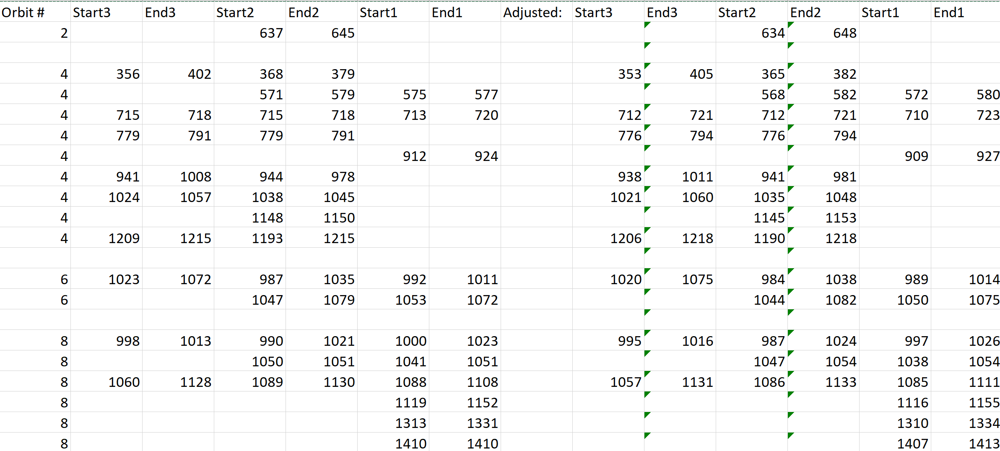 Orbit # Start3 End3 Start2 End2 Start1 End1 Adjusted: Start3 End3 Start2 End2 Start1 End1
2 637 645 634 648
4 356 402 368 379 353 405 365 382
4 571 579 575 577 568 582 572 580
4 715 718 715 718 713 720 712 721 712 721 710 723
4 779 791 779 791 776 794 776 794
4 912 924 909 927
4 941 1008 944 978 938 1011 941 981
4 1024 1057 1038 1045 1021 1060 1035 1048
4 1148 1150 1145 1153
4 1209 1215 1193 1215 1206 1218 1190 1218
6 1023 1072 987 1035 992 1011 1020 1075 984 1038 989 1014
6 1047 1079 1053 1072 1044 1082 1050 1075
8 998 1013 990 1021 1000 1023 995 1016 987 1024 997 1026
8 1050 1051 1041 1051 1047 1054 1038 1054
8 1060 1128 1089 1130 1088 1108 1057 1131 1086 1133 1085 1111
8 1119 1152 1116 1155
8 1313 1331 1310 1334
8 1410 1410 1407 1413